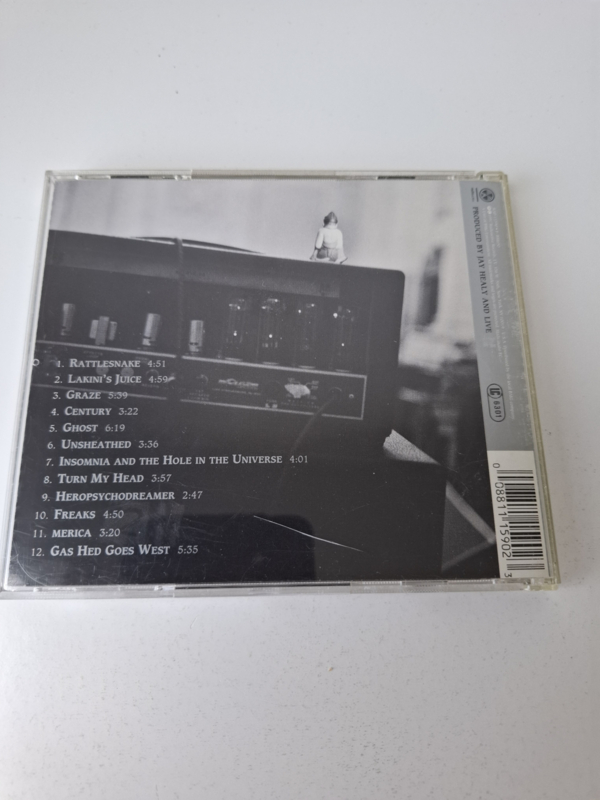 1. Rattlesnake 4:51
2. Lakini's Juice 4:59
3. Graze 5:39
4. Century 3:22
5. Ghost 6:19
6. Unsheathed 3:36
7. Insomnia and the Hole in the Universe 4:01
8. Turn My Head 3:57
9. Heropsychodreamer 2:47
10. Freaks 4:50
11. merica 3:20
12. Gas Hed Goes West 5:35
PRODUCED BY JAY HEALY AND LIVE
LC 8301
0 08811-15902 3